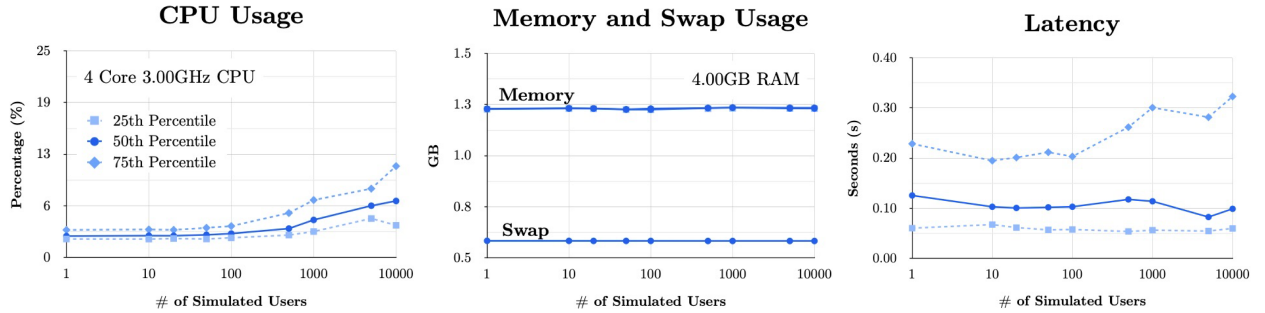 CPU Usage
25
19
13
6
0
Percentage (%)
4 Core 3.00GHz CPU
25th Percentile
50th Percentile
75th Percentile
1
10
100
1000
10000
# of Simulated Users
Memory and Swap Usage
1.5
1.3
1.0
0.8
0.5
GB
4.00GB RAM
Memory
Swap
1
10
100
1000
10000
# of Simulated Users
Latency
0.40
0.30
0.20
0.10
0.00
Seconds (s)
1
10
100
1000
10000
# of Simulated Users